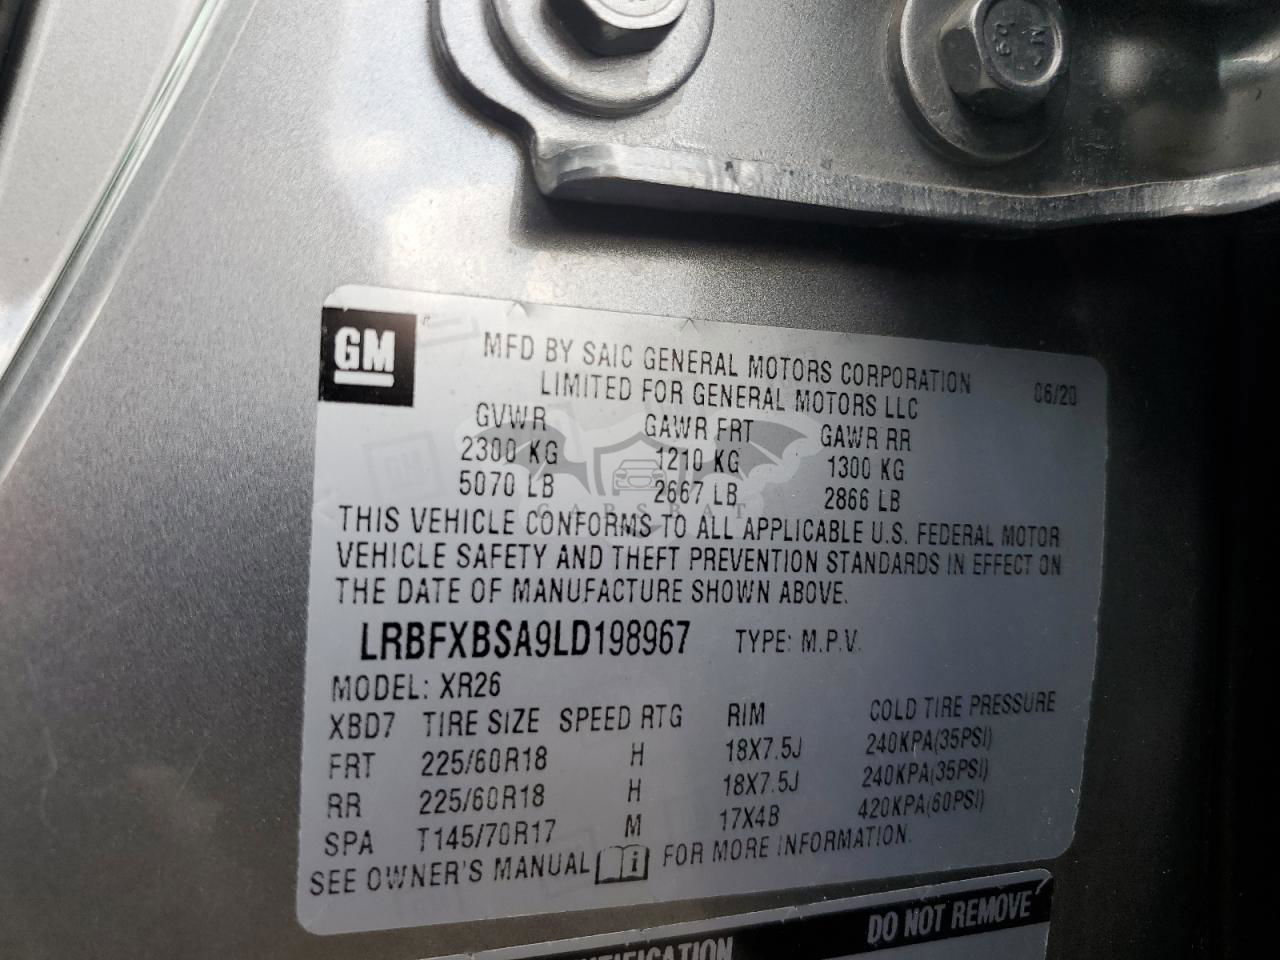 GM
MFD BY SAIC GENERAL MOTORS CORPORATION
LIMITED FOR GENERAL MOTORS LLC
06/20
GVWR GAWR FRT GAWR RR
2300 KG 1210 KG 1300 KG
5070 LB 2667 LB 2866 LB
CARSBAT
THIS VEHICLE CONFORMS TO ALL APPLICABLE U.S. FEDERAL MOTOR
VEHICLE SAFETY AND THEFT PREVENTION STANDARDS IN EFFECT ON
THE DATE OF MANUFACTURE SHOWN ABOVE.
LRBFXBSA9LD198967 TYPE: M.P.V.
MODEL: XR26
XBD7 TIRE SIZE SPEED RTG RIM COLD TIRE PRESSURE
FRT 225/60R18 H 18X7.5J 240KPA(35PSI)
RR 225/60R18 H 18X7.5J 240KPA(35PSI)
SPA T145/70R17 M 17X4B 420KPA(60PSI)
SEE OWNER'S MANUAL i FOR MORE INFORMATION.
DO NOT REMOVE